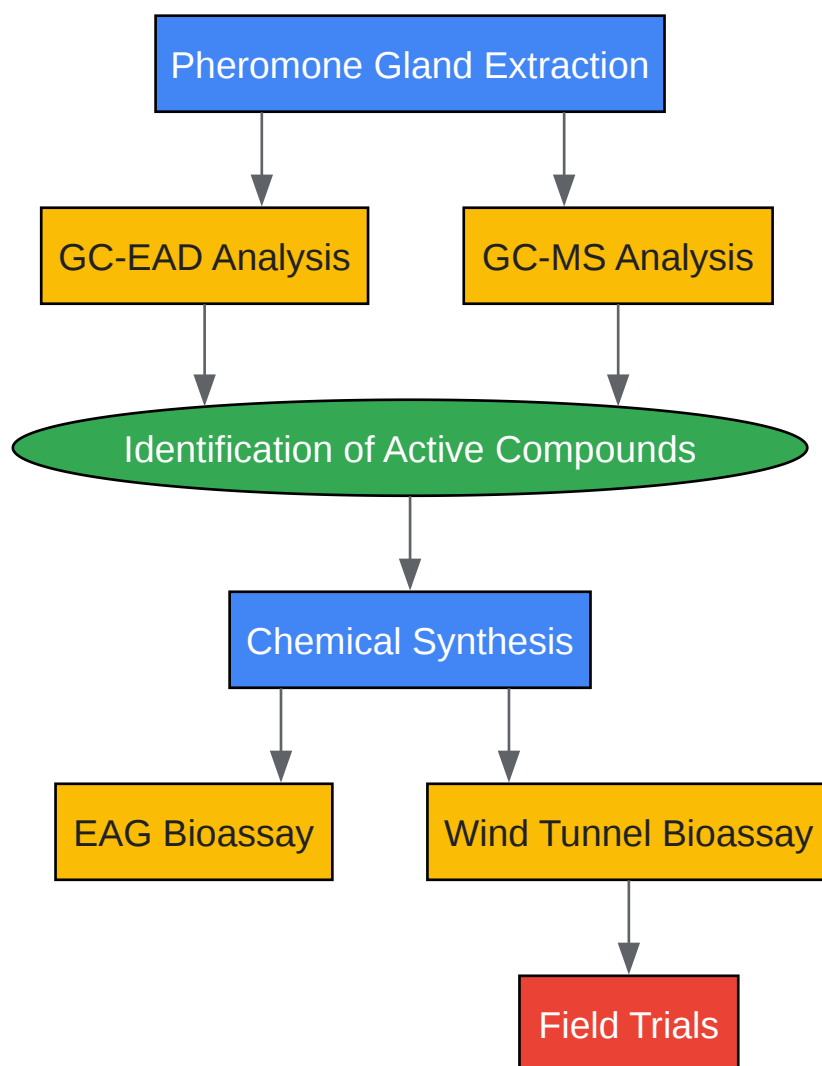 Pheromone Gland Extraction
GC-EAD Analysis
GC-MS Analysis
Identification of Active Compounds
Chemical Synthesis
EAG Bioassay
Wind Tunnel Bioassay
Field Trials